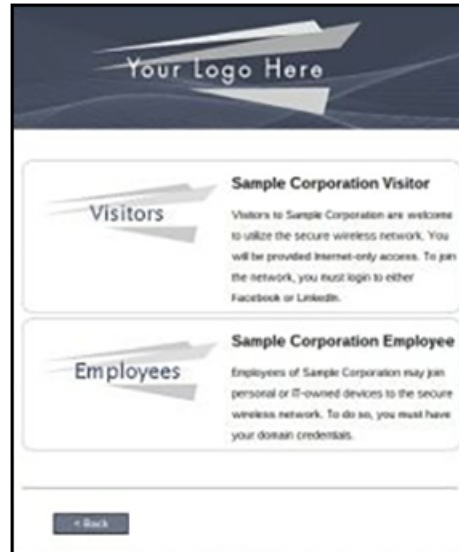 Your Logo Here
Visitors
Sample Corporation Visitor
Visitors to Sample Corporation are welcome
to utilize the secure wireless network. You
will be provided Internet-only access. To join
the network, you must login to either
Facebook or LinkedIn.
Employees
Sample Corporation Employee
Employees of Sample Corporation may join
personal or IT-owned devices to the secure
wireless network. To do so, you must have
your domain credentials.
< Back